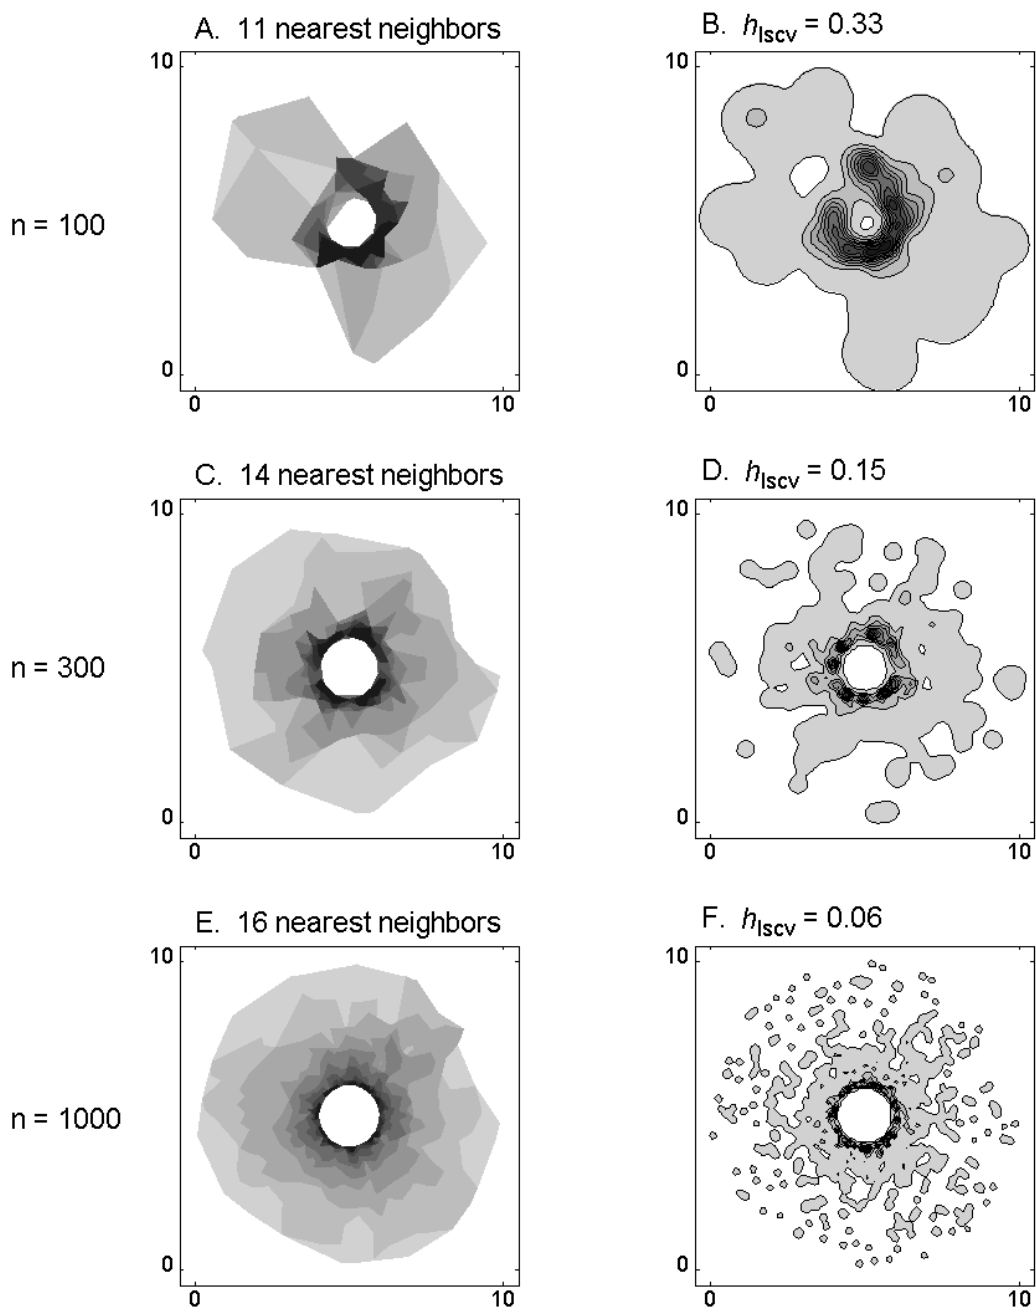 A. 11 nearest neighbors
B. hlscv = 0.33
10
10
n = 100
0
0
0
10
0
10
C. 14 nearest neighbors
D. hlscv = 0.15
10
10
n = 300
0
0
0
10
0
10
E. 16 nearest neighbors
F. hlscv = 0.06
10
10
n = 1000
0
0
0
10
0
10